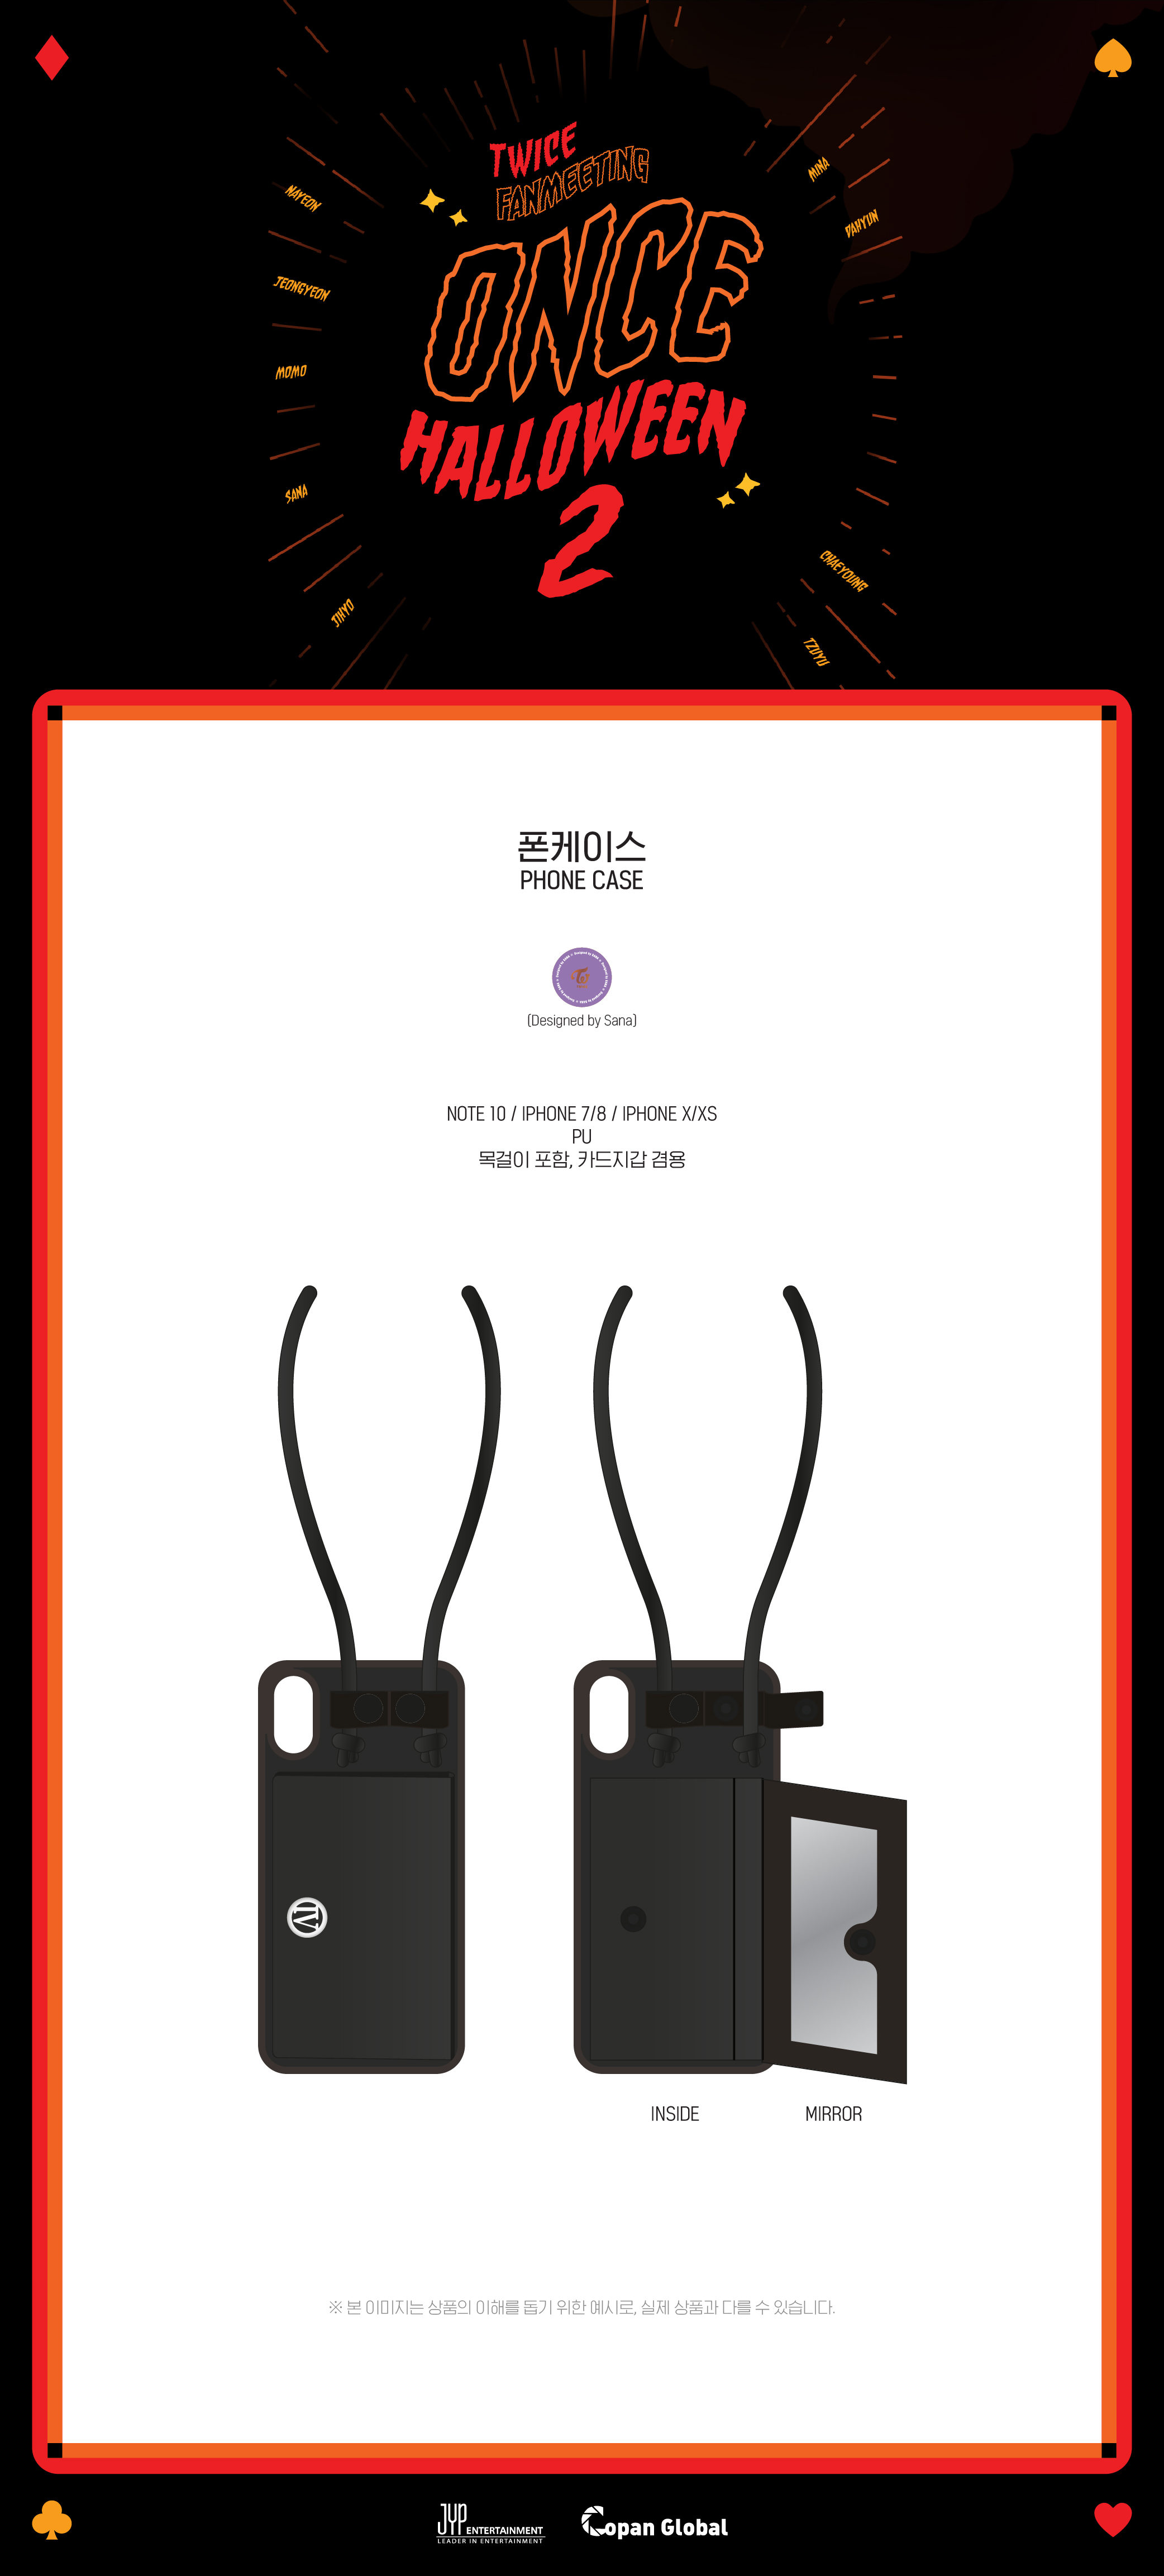 TWICE
FANMEETING
ONCE
HALLOWEEN
2
NAYEON
JEONGYEON
MOMO
SANA
JIHYO
MINA
DAHYUN
CHAEYOUNG
TZUYU
폰케이스
PHONE CASE
(Designed by Sana)
NOTE 10 / IPHONE 7/8 / IPHONE X/XS
PU
목걸이 포함, 카드지갑 겸용
INSIDE
MIRROR
※ 본 이미지는 상품의 이해를 돕기 위한 예시로, 실제 상품과 다를 수 있습니다.
JYP ENTERTAINMENT
LEADER IN ENTERTAINMENT
Copan Global